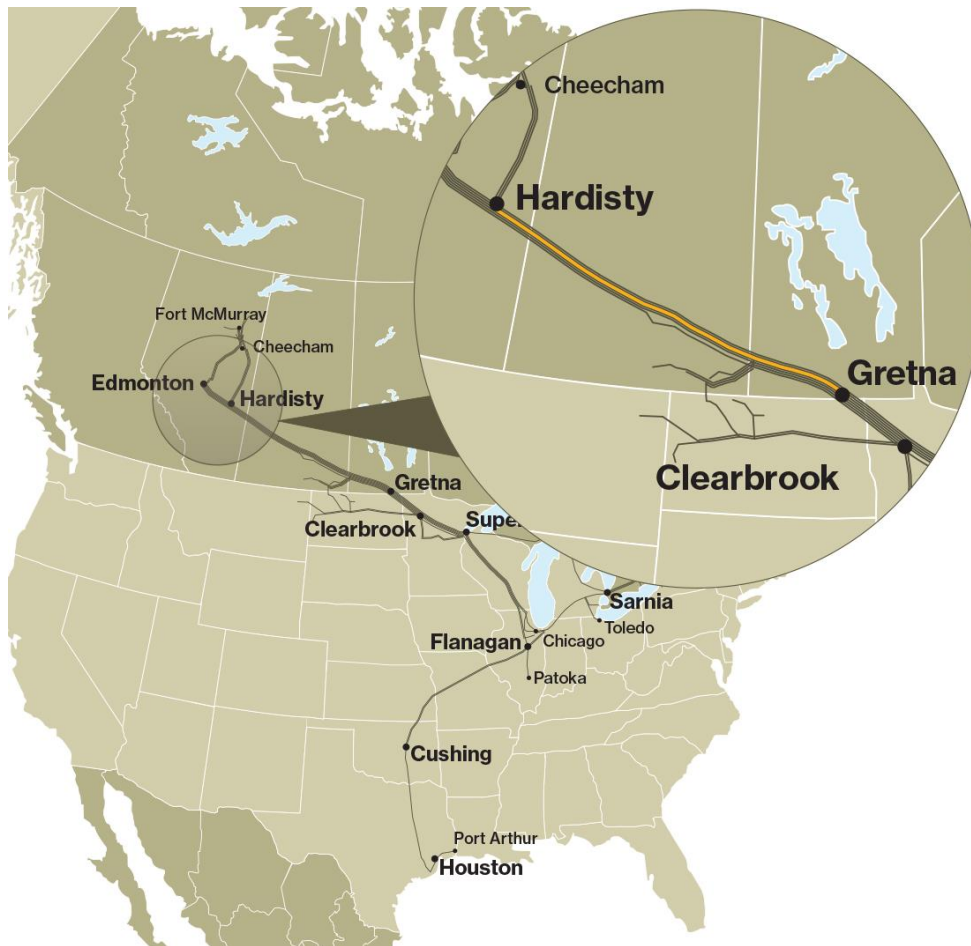 Cheecham
Hardisty
Gretna
Clearbrook
Fort McMurray
Cheecham
Edmonton
Hardisty
Gretna
Clearbrook
Supe
Sarnia
Toledo
Chicago
Flanagan
Patoka
Cushing
Port Arthur
Houston